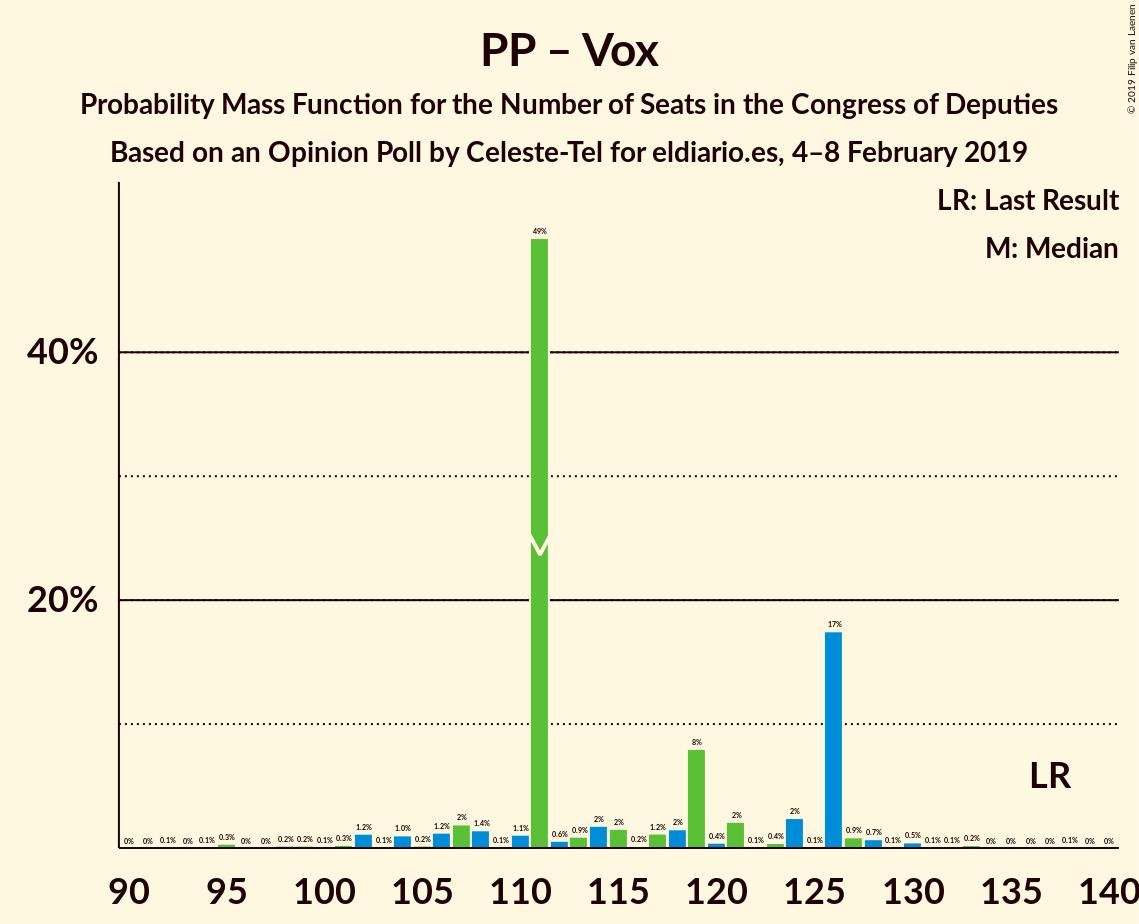 PP – Vox
Probability Mass Function for the Number of Seats in the Congress of Deputies
Based on an Opinion Poll by Celeste-Tel for eldiario.es, 4–8 February 2019
© 2019 Filip van Laenen
LR: Last Result
M: Median
40%
20%
0% 0% 0.1% 0% 0.1% 0.3% 0% 0% 0.2% 0.2% 0.1% 0.3% 1.2% 0.1% 1.0% 0.2% 1.2% 2% 1.4% 0.1% 1.1% 49% 0.6% 0.9% 2% 2% 0.2% 1.2% 2% 8% 0.4% 2% 0.1% 0.4% 2% 0.1% 17% 0.9% 0.7% 0.1% 0.5% 0.1% 0.1% 0.2% 0% 0% 0% 0% 0.1% 0% 0%
LR
90 95 100 105 110 115 120 125 130 135 140